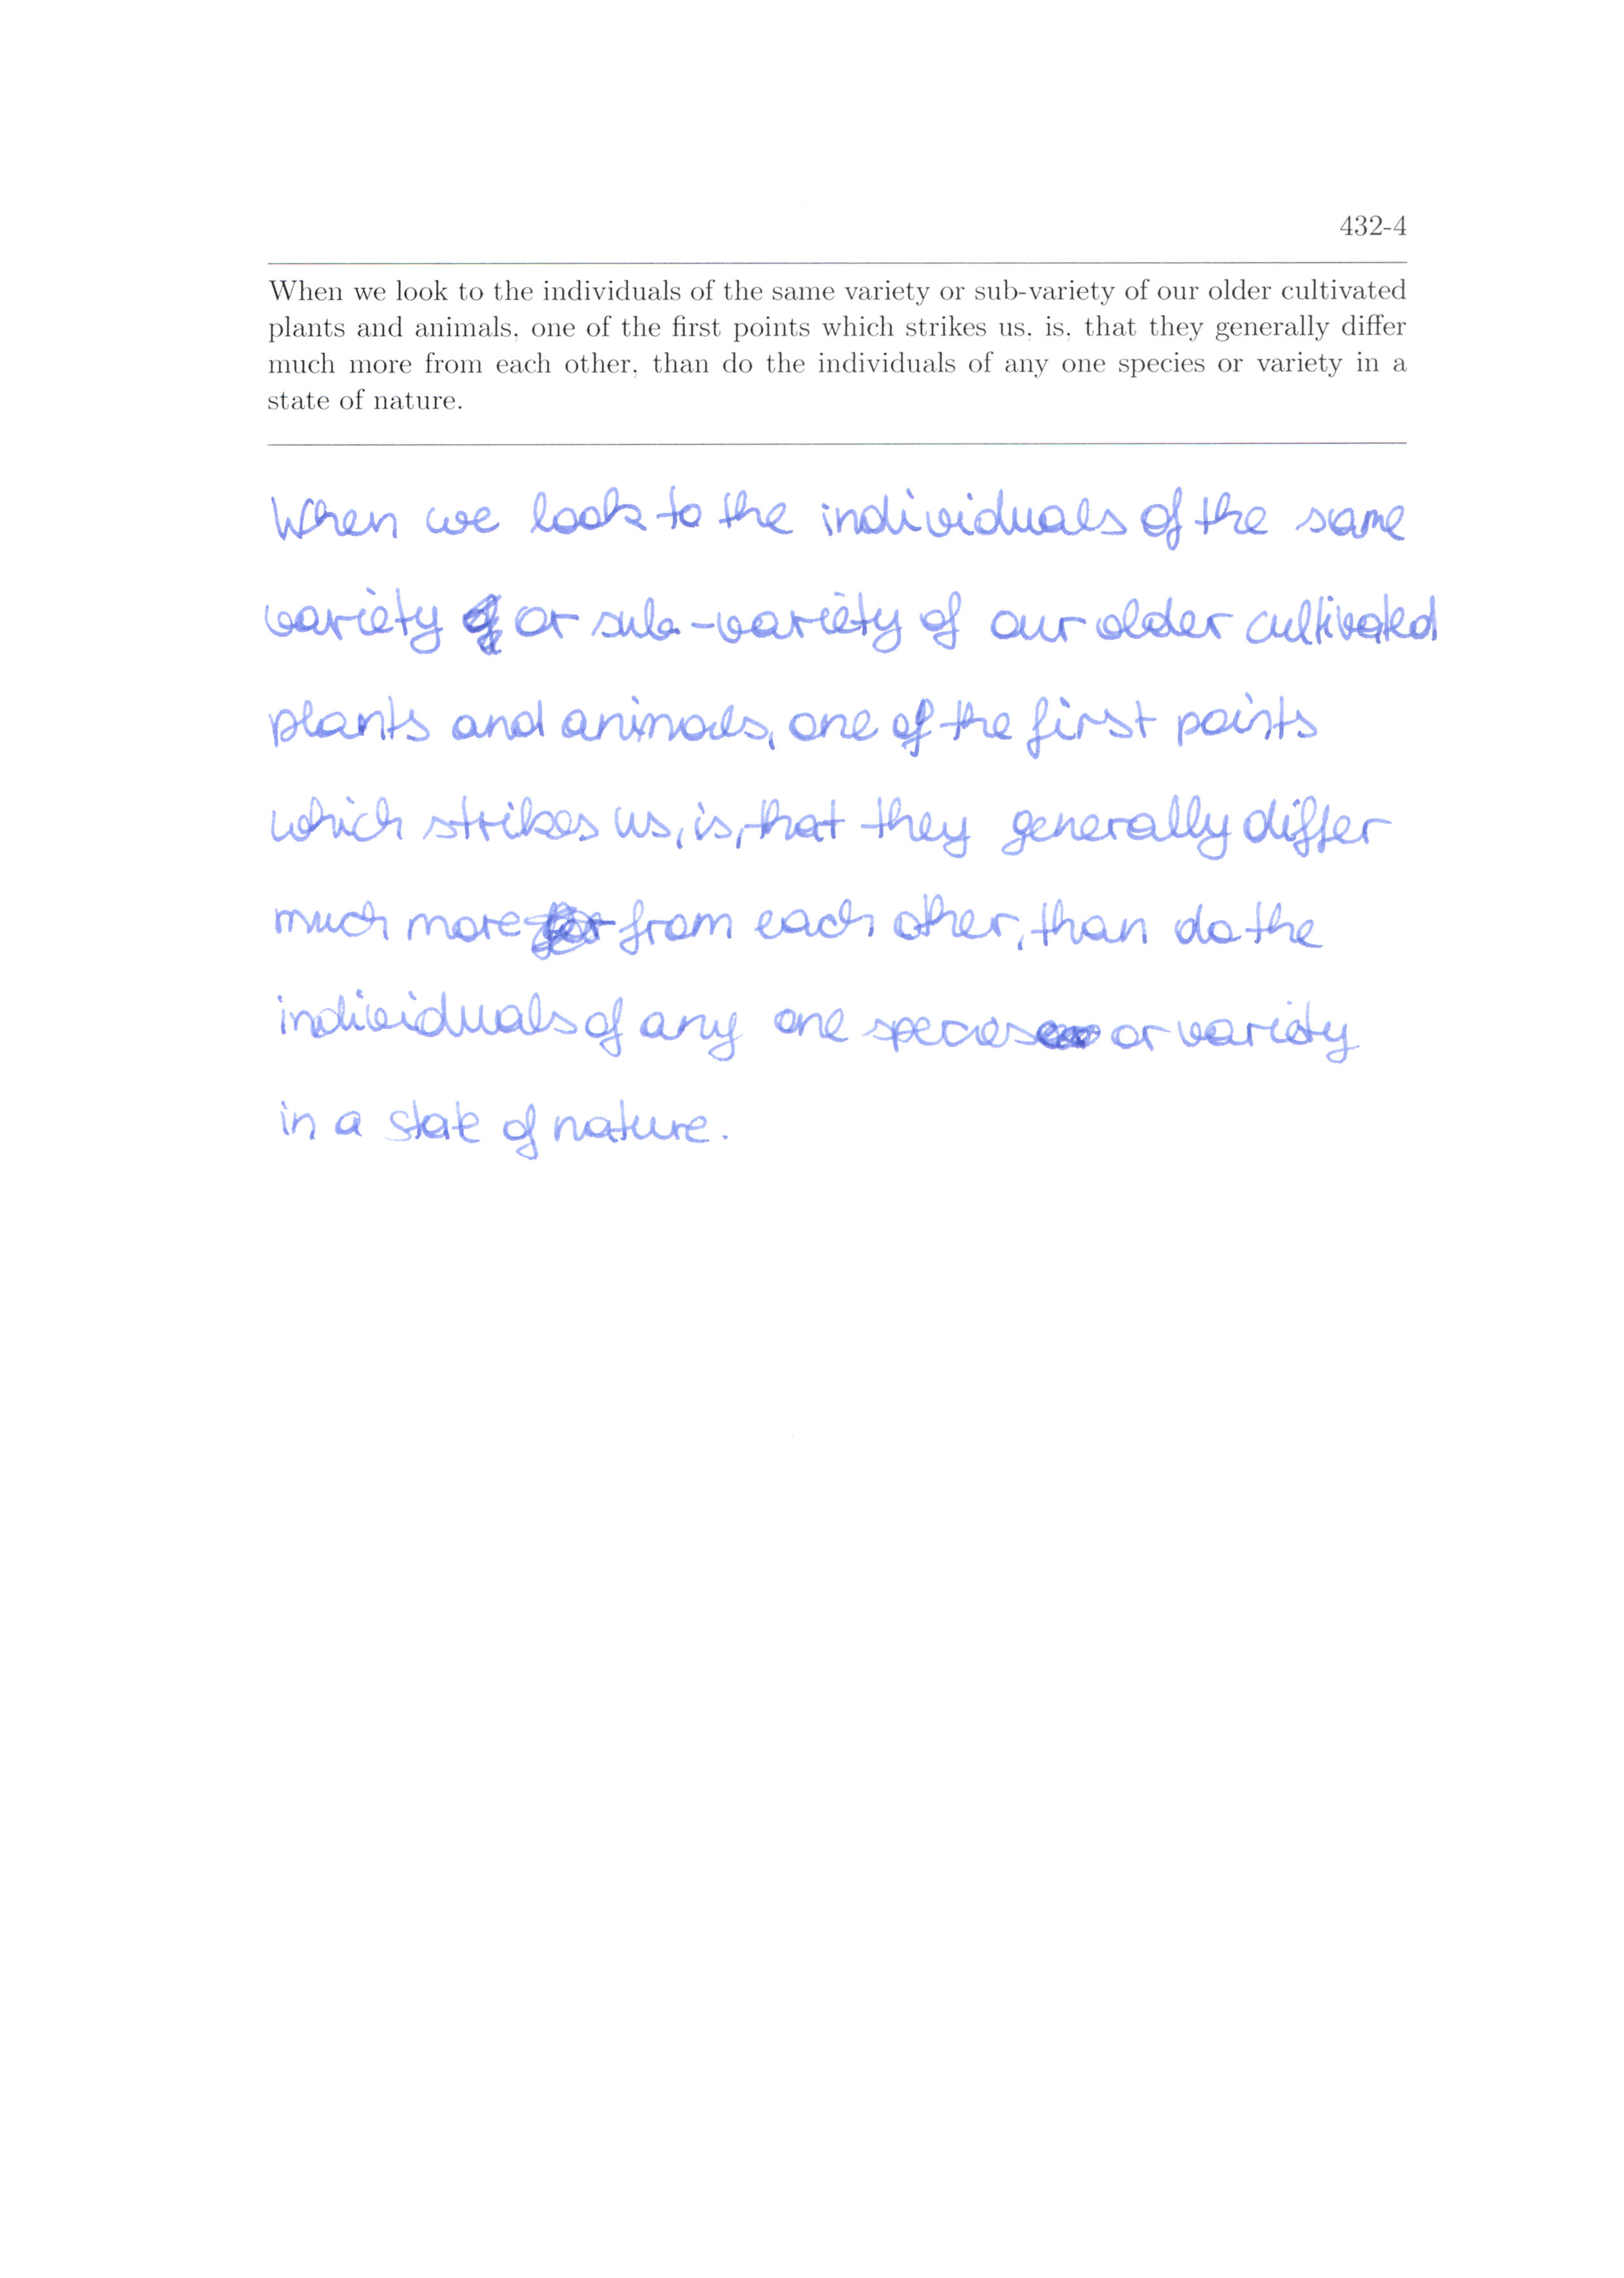 432-4
When we look to the individuals of the same variety or sub-variety of our older cultivated
plants and animals, one of the first points which strikes us, is, that they generally differ
much more from each other, than do the individuals of any one species or variety in a
state of nature.
When we look to the individuals of the same
variety or sub-variety of our older cultivated
plants and animals, one of the first points
which strikes us, is, that they generally differ
much more from each other, than do the
individuals of any one species or variety
in a state of nature.